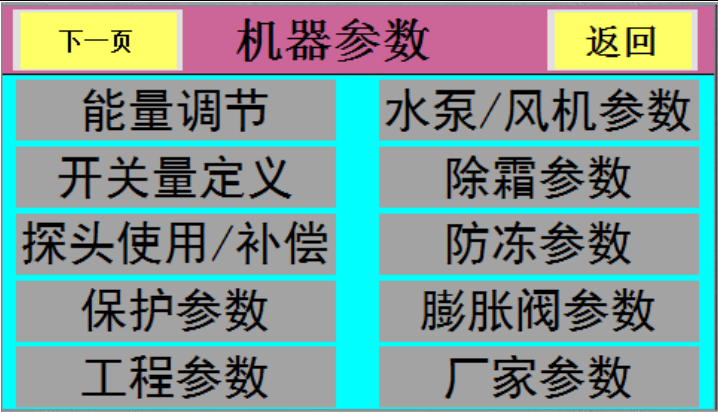 下一页 机器参数 返回
能量调节 水泵/风机参数
开关量定义 除霜参数
探头使用/补偿 防冻参数
保护参数 膨胀阀参数
工程参数 厂家参数